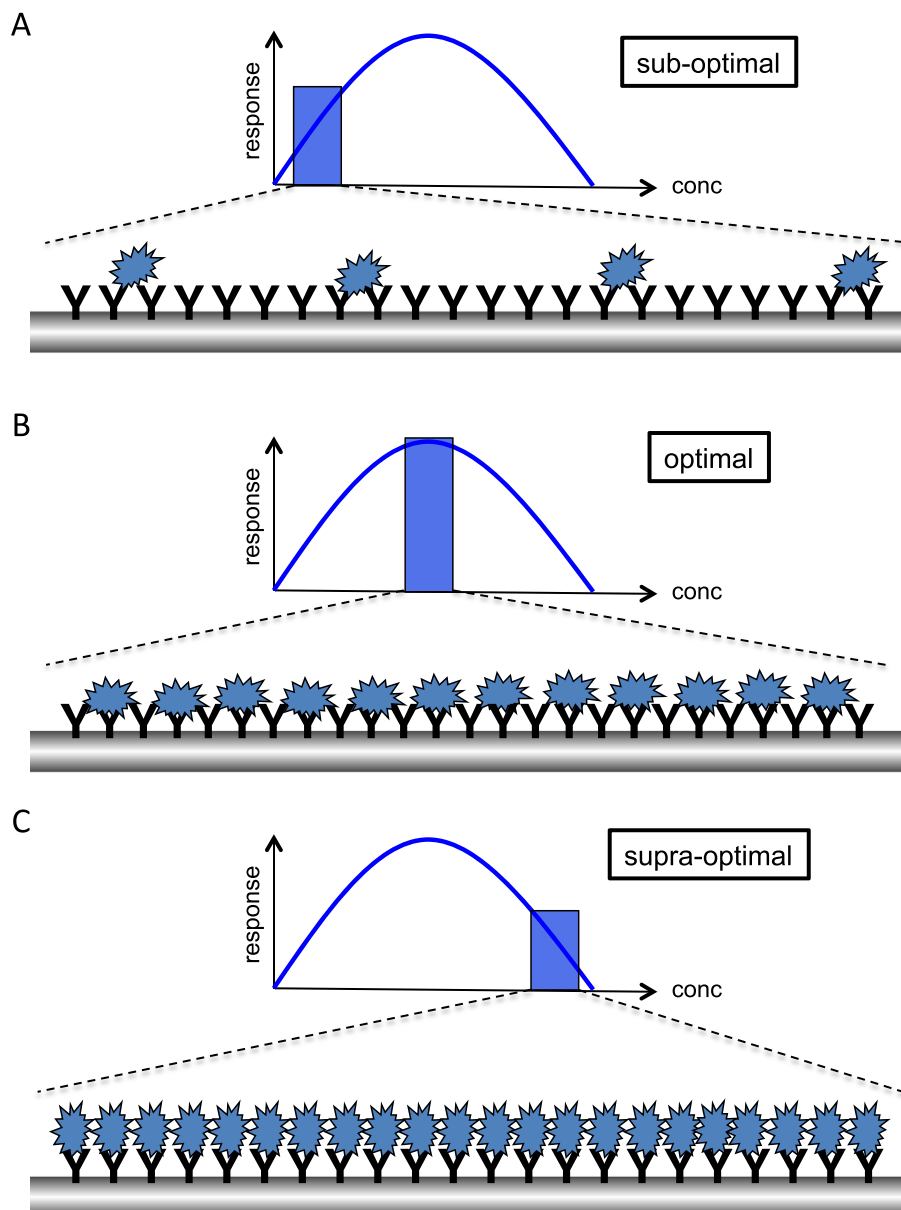 A
sub-optimal
response
conc
B
optimal
response
conc
C
supra-optimal
response
conc